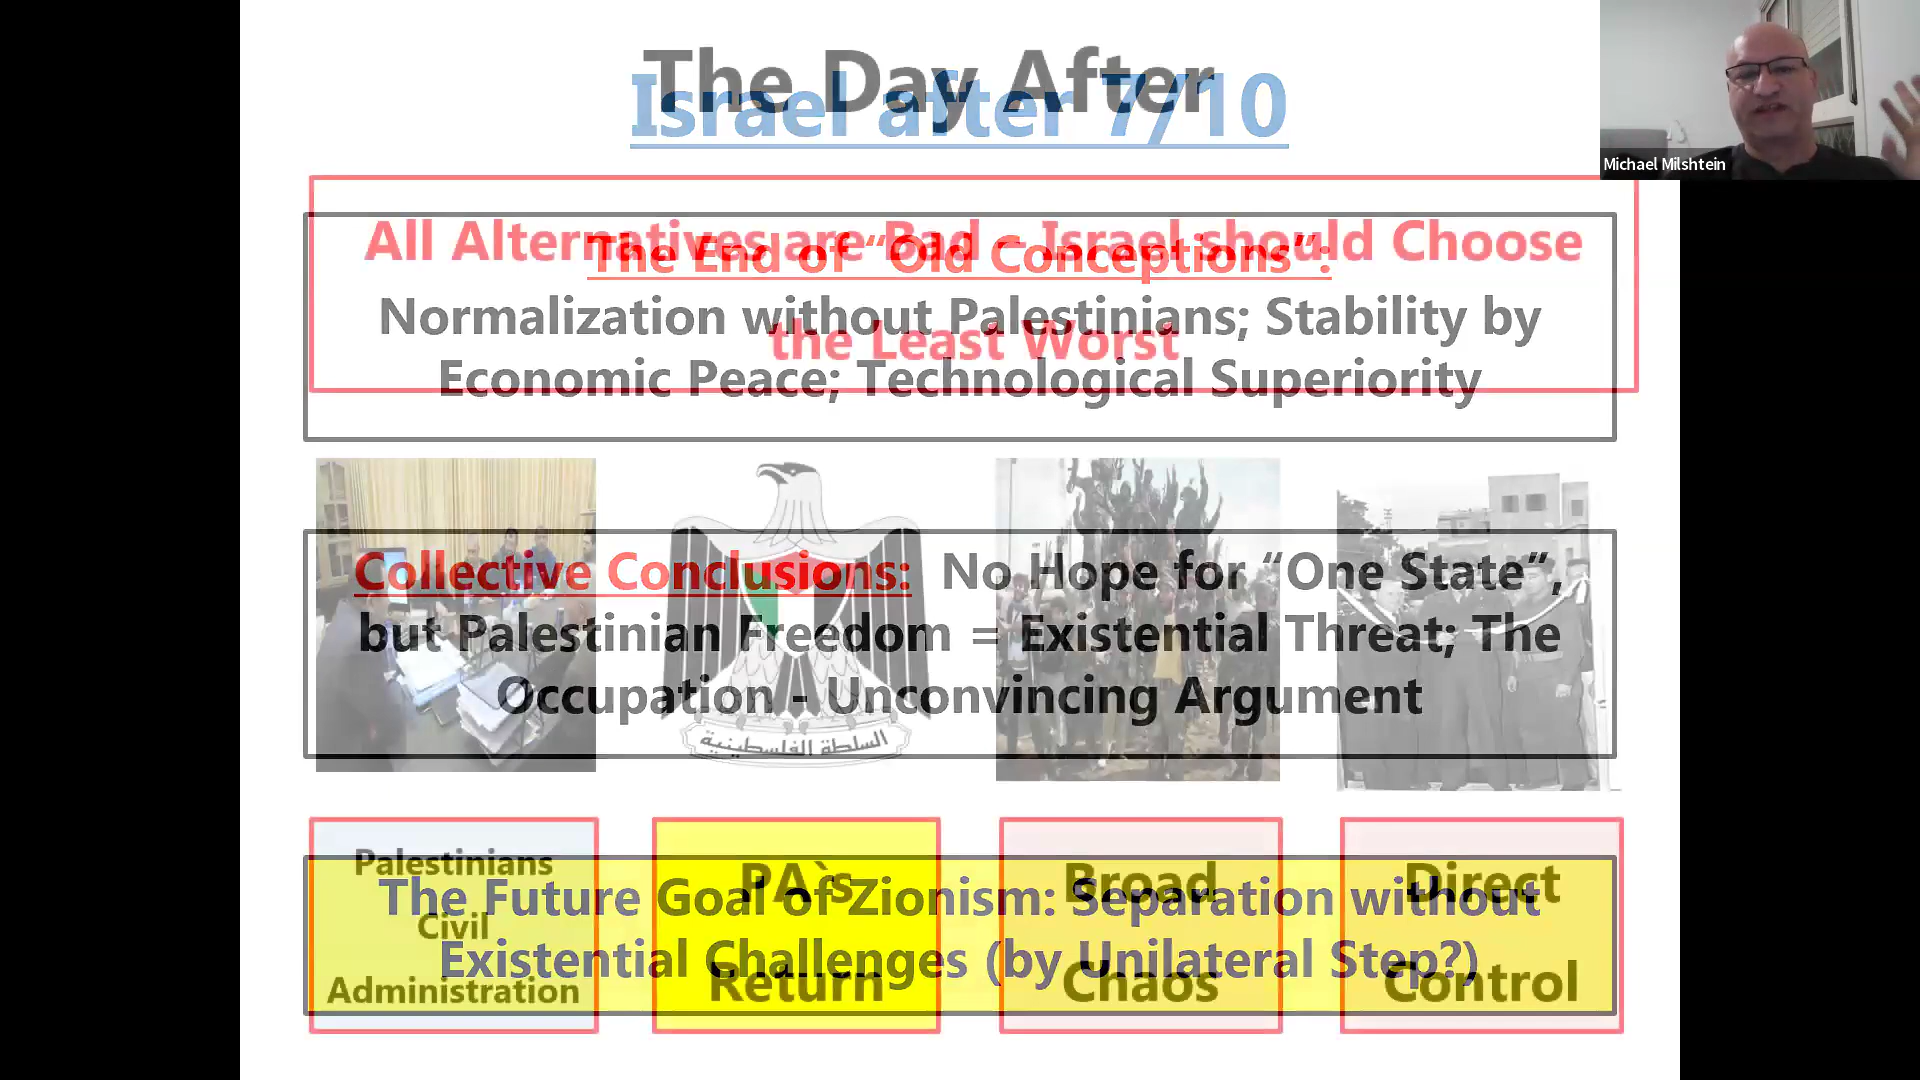 The Day After
Israel after 7/10
Michael Milshtein
All Alternatives are Bad – Israel should Choose
the Least Worst
The End of “Old Conceptions”:
Normalization without Palestinians; Stability by
Economic Peace; Technological Superiority
Collective Conclusions: No Hope for “One State”,
but Palestinian Freedom = Existential Threat; The
Occupation - Unconvincing Argument
السلطة الفلسطينية
Palestinians
Civil
Administration
PA`s
Return
Broad
Chaos
Direct
Control
The Future Goal of Zionism: Separation without
Existential Challenges (by Unilateral Step?)